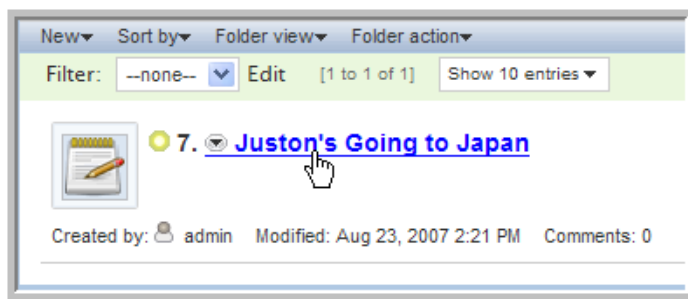 New Sort by Folder view Folder action
Filter: --none-- Edit [1 to 1 of 1] Show 10 entries
7. Juston's Going to Japan
Created by: admin Modified: Aug 23, 2007 2:21 PM Comments: 0